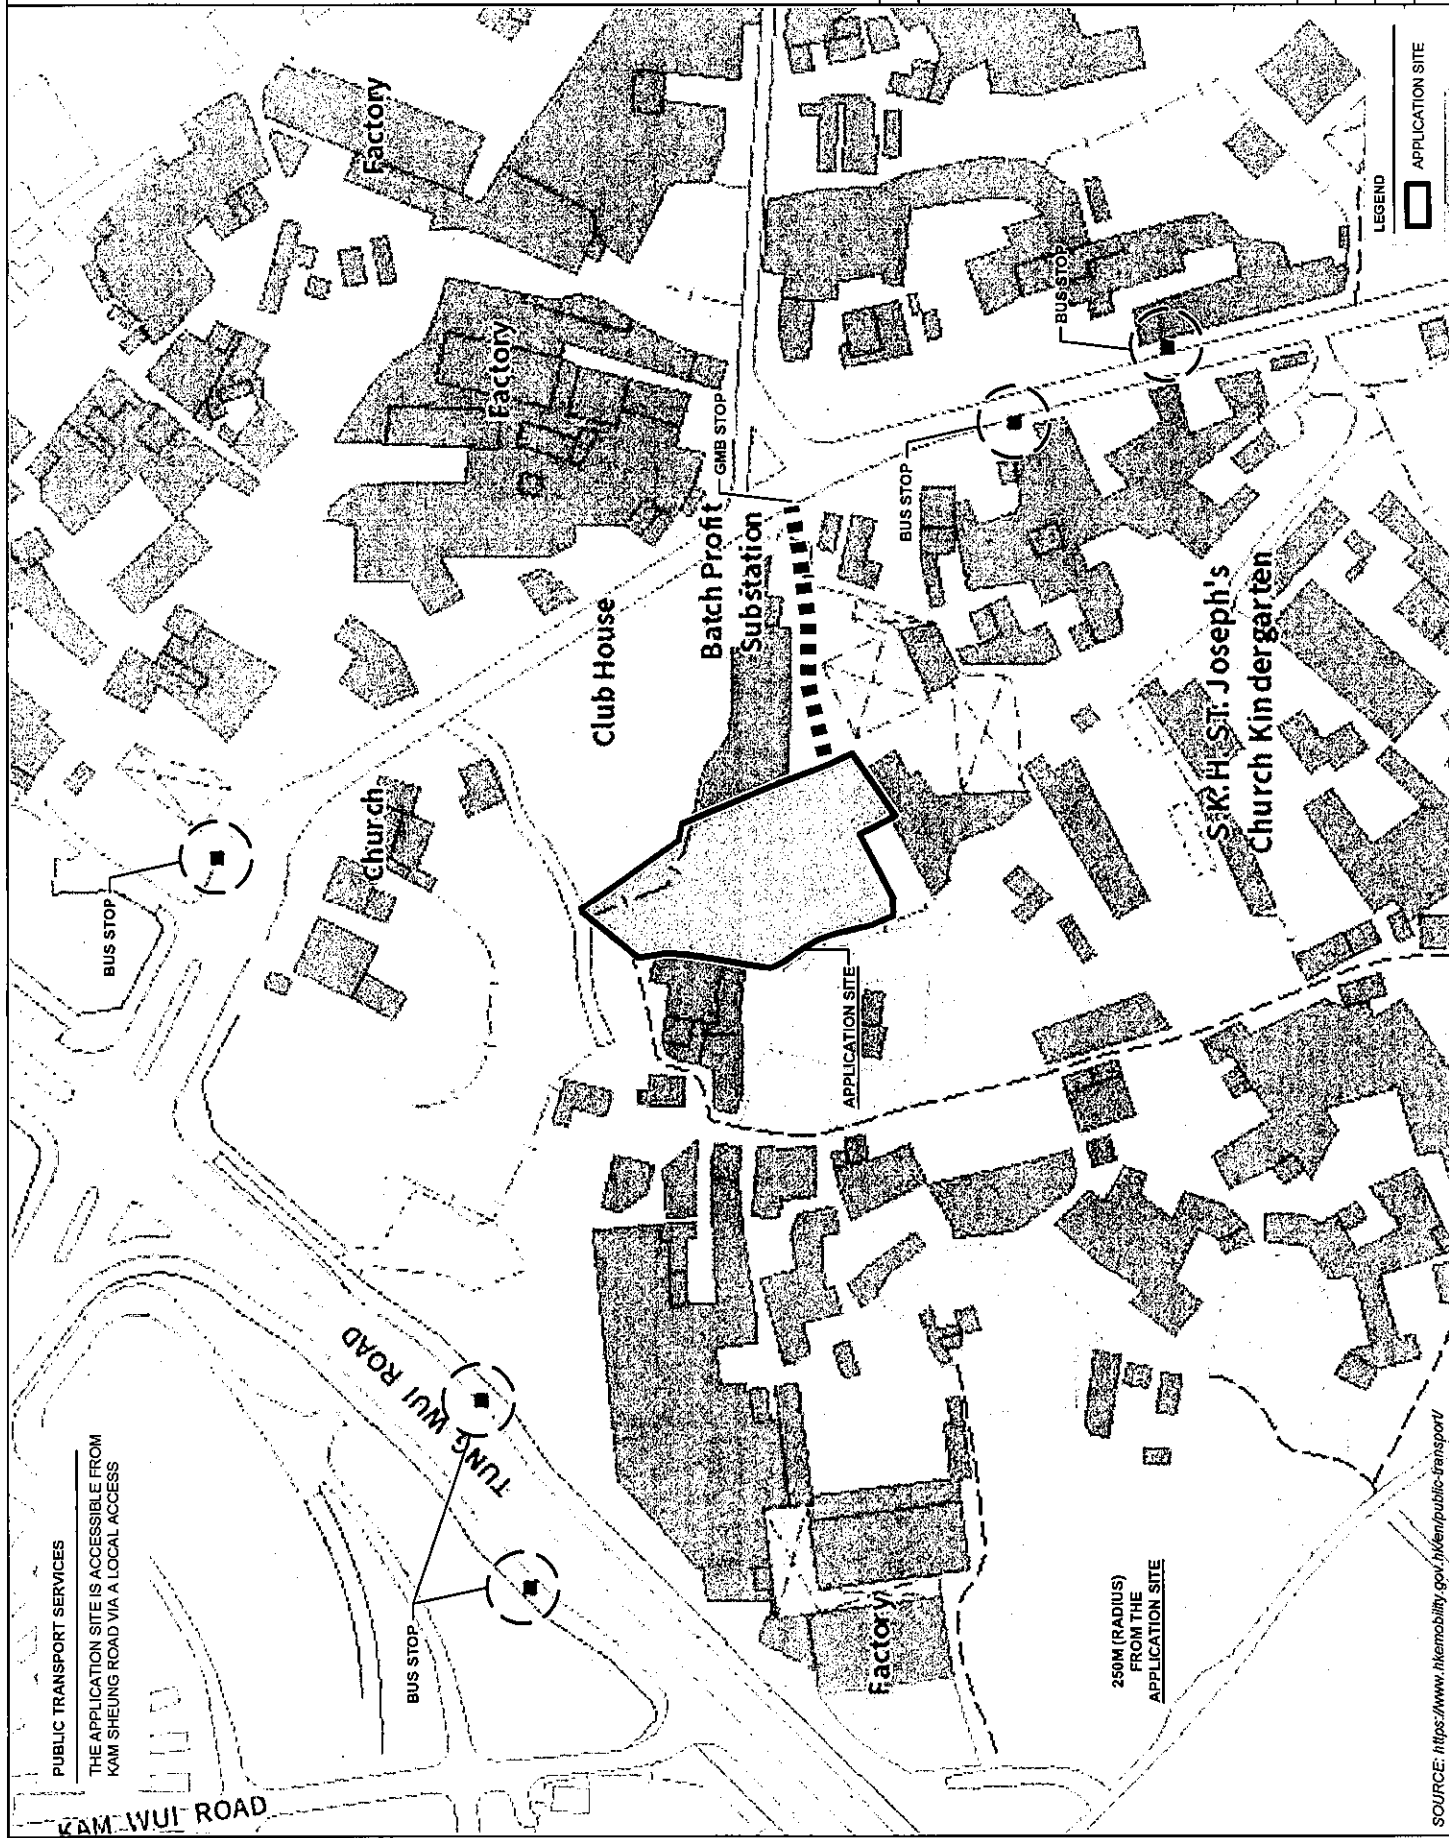 PUBLIC TRANSPORT SERVICES
THE APPLICATION SITE IS ACCESSIBLE FROM
KAM SHEUNG ROAD VIA A LOCAL ACCESS
KAM WUI ROAD
BUS STOP
TUNG WUI ROAD
BUS STOP
Church
Factory
Factory
Club House
Batch Profit
Substation
GMB STOP
APPLICATION SITE
BUS STOP
BUS STOP
Factory
S.K.H. ST. Joseph's
Church Kindergarten
250M (RADIUS)
FROM THE
APPLICATION SITE
LEGEND
APPLICATION SITE
SOURCE: https://www.hkemobility.gov.hk/en/public-transport/